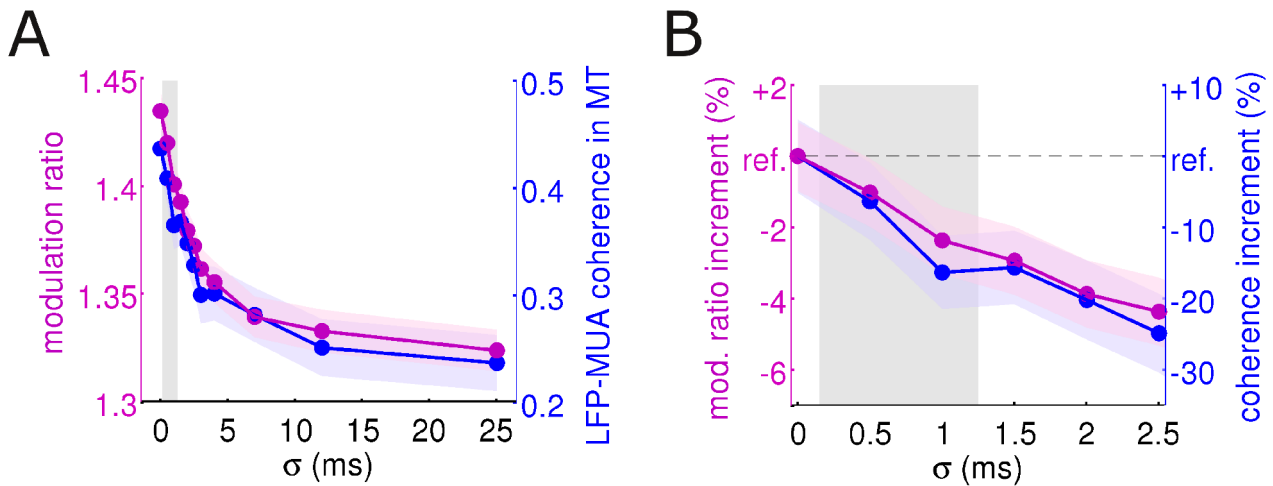 A
modulation ratio
1.45
1.4
1.35
1.3
0.5
0.4
0.3
0.2
LFP-MUA coherence in MT
0 5 10 15 20 25
σ (ms)
B
mod. ratio increment (%)
+2
ref.
-2
-4
-6
+10
ref.
-10
-20
-30
coherence increment (%)
0 0.5 1 1.5 2 2.5
σ (ms)